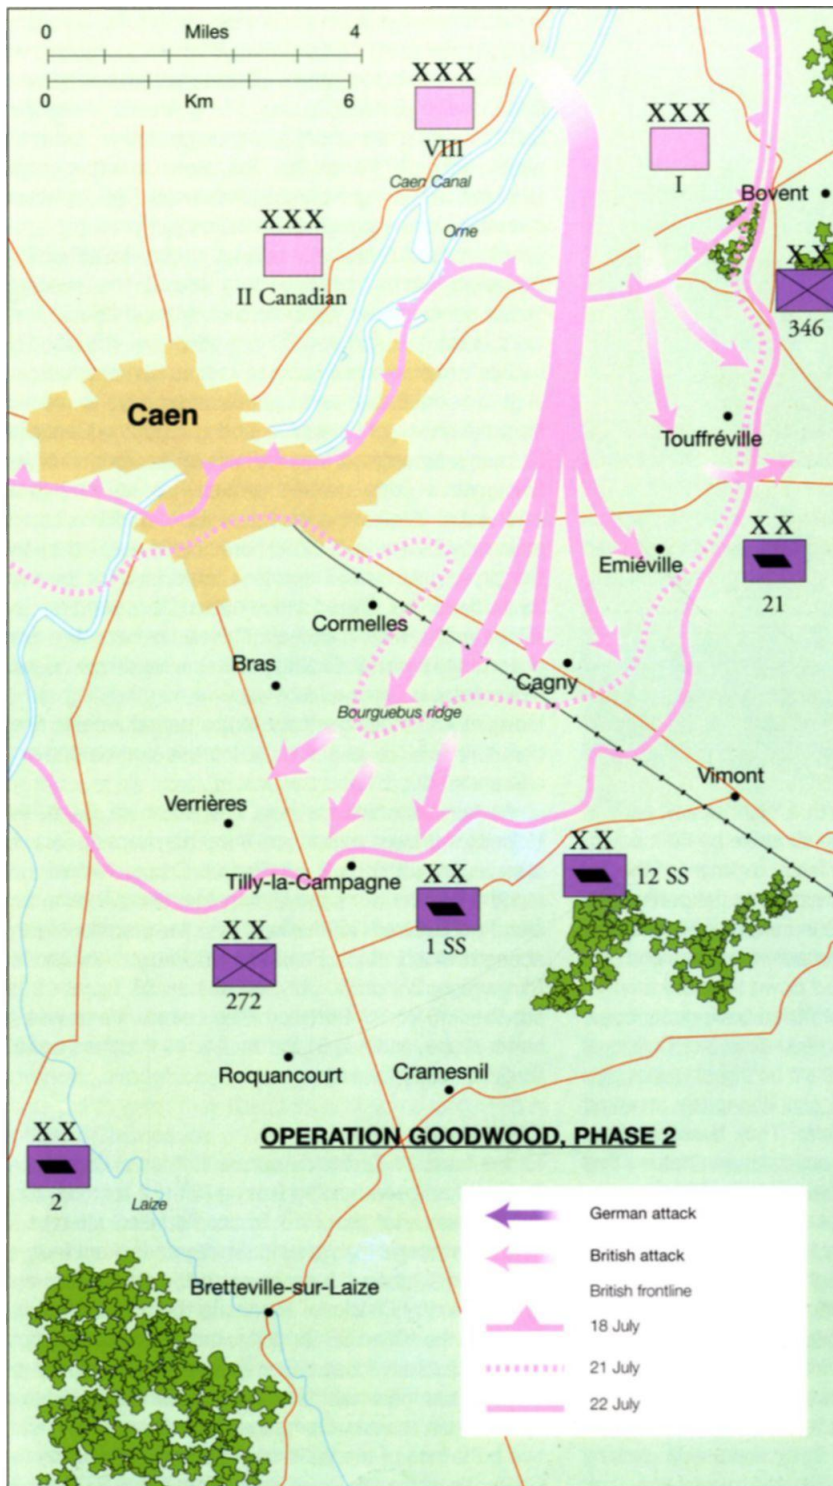 0 Miles 4
0 Km 6
XXX
VIII
XXX
I
Caen Canal
Bovent
Orne
XXX
II Canadian
XX
346
Caen
Touffréville
XX
21
Emiéville
Cormelles
Bras
Cagny
Bourguebus ridge
Vimont
Verrières
Tilly-la-Campagne
XX
1 SS
XX
12 SS
XX
272
Roquancourt
Cramesnil
OPERATION GOODWOOD, PHASE 2
XX
2
Laize
Bretteville-sur-Laize
German attack
British attack
British frontline
18 July
21 July
22 July